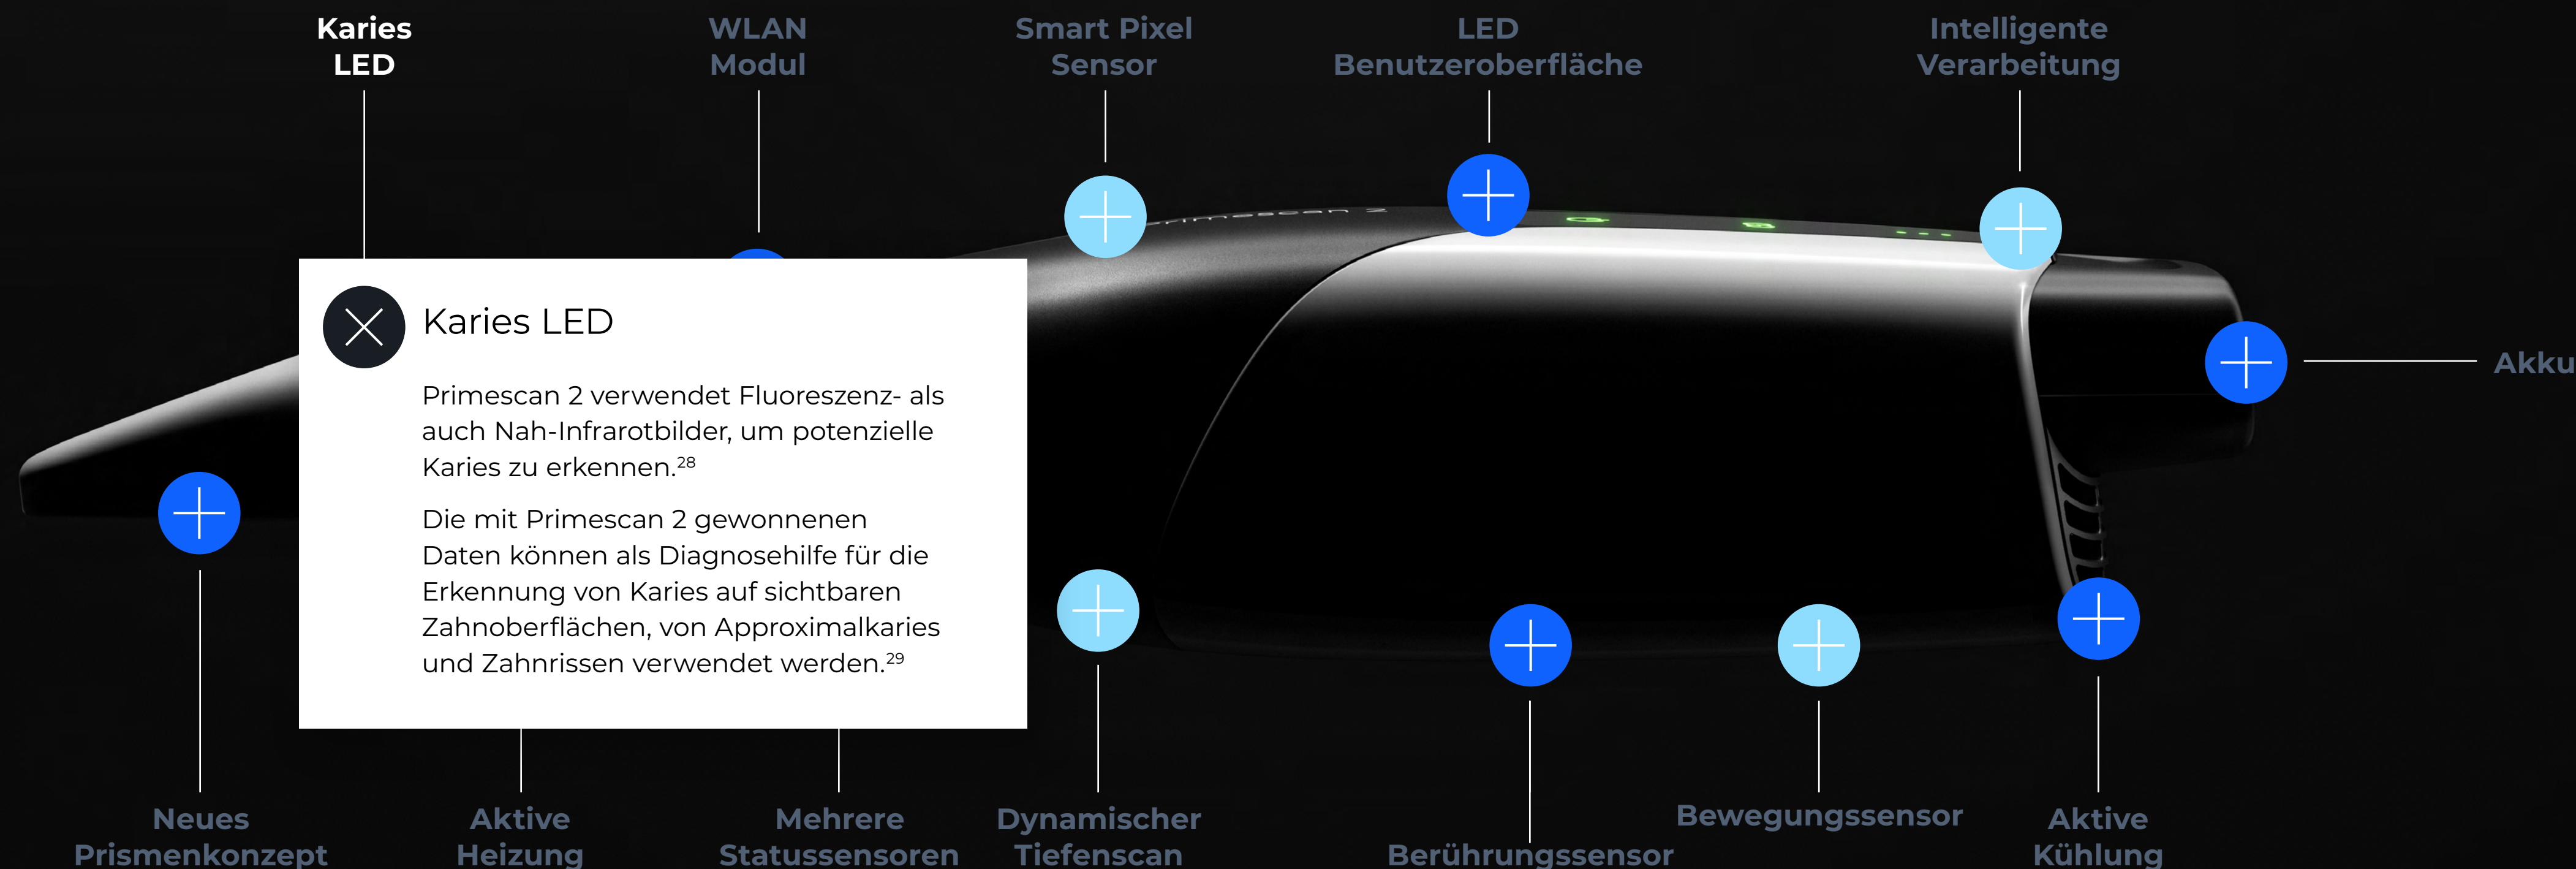 Karies
LED
WLAN
Modul
Smart Pixel
Sensor
LED
Benutzeroberfläche
Intelligente
Verarbeitung
primescan 2
Akku
Karies LED
Primescan 2 verwendet Fluoreszenz- als
auch Nah-Infrarotbilder, um potenzielle
Karies zu erkennen.28
Die mit Primescan 2 gewonnenen
Daten können als Diagnosehilfe für die
Erkennung von Karies auf sichtbaren
Zahnoberflächen, von Approximalkaries
und Zahnrissen verwendet werden.29
Neues
Prismenkonzept
Aktive
Heizung
Mehrere
Statussensoren
Dynamischer
Tiefenscan
Berührungssensor
Bewegungssensor
Aktive
Kühlung